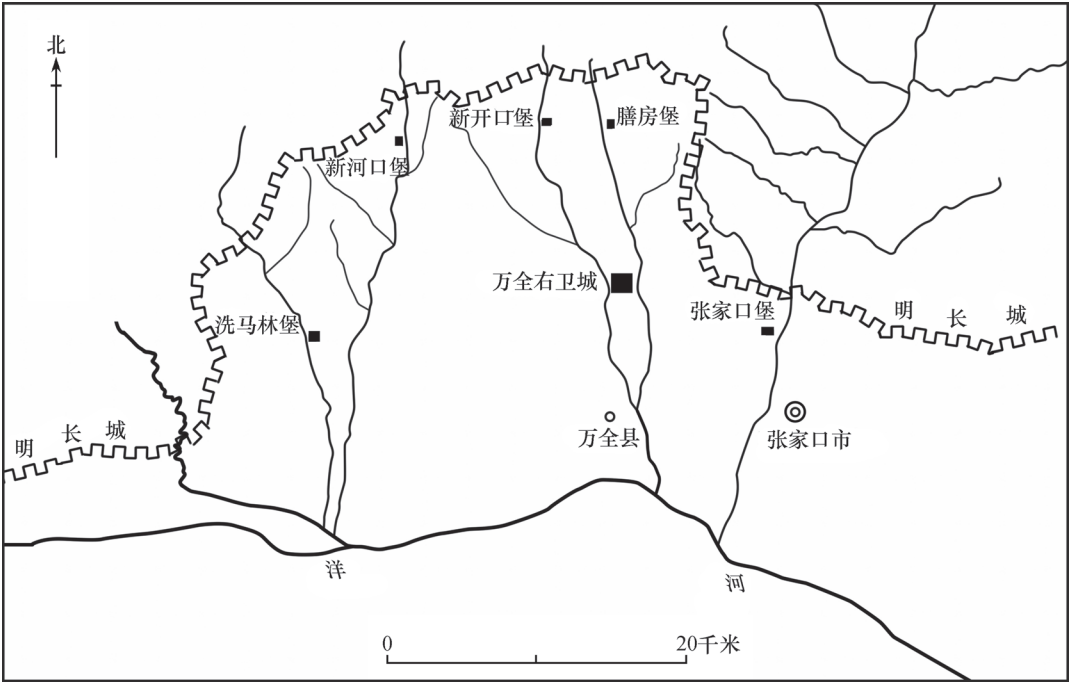 北
新开口堡
膳房堡
新河口堡
万全右卫城
张家口堡
明长城
洗马林堡
明长城
万全县
张家口市
洋
河
0
20千米